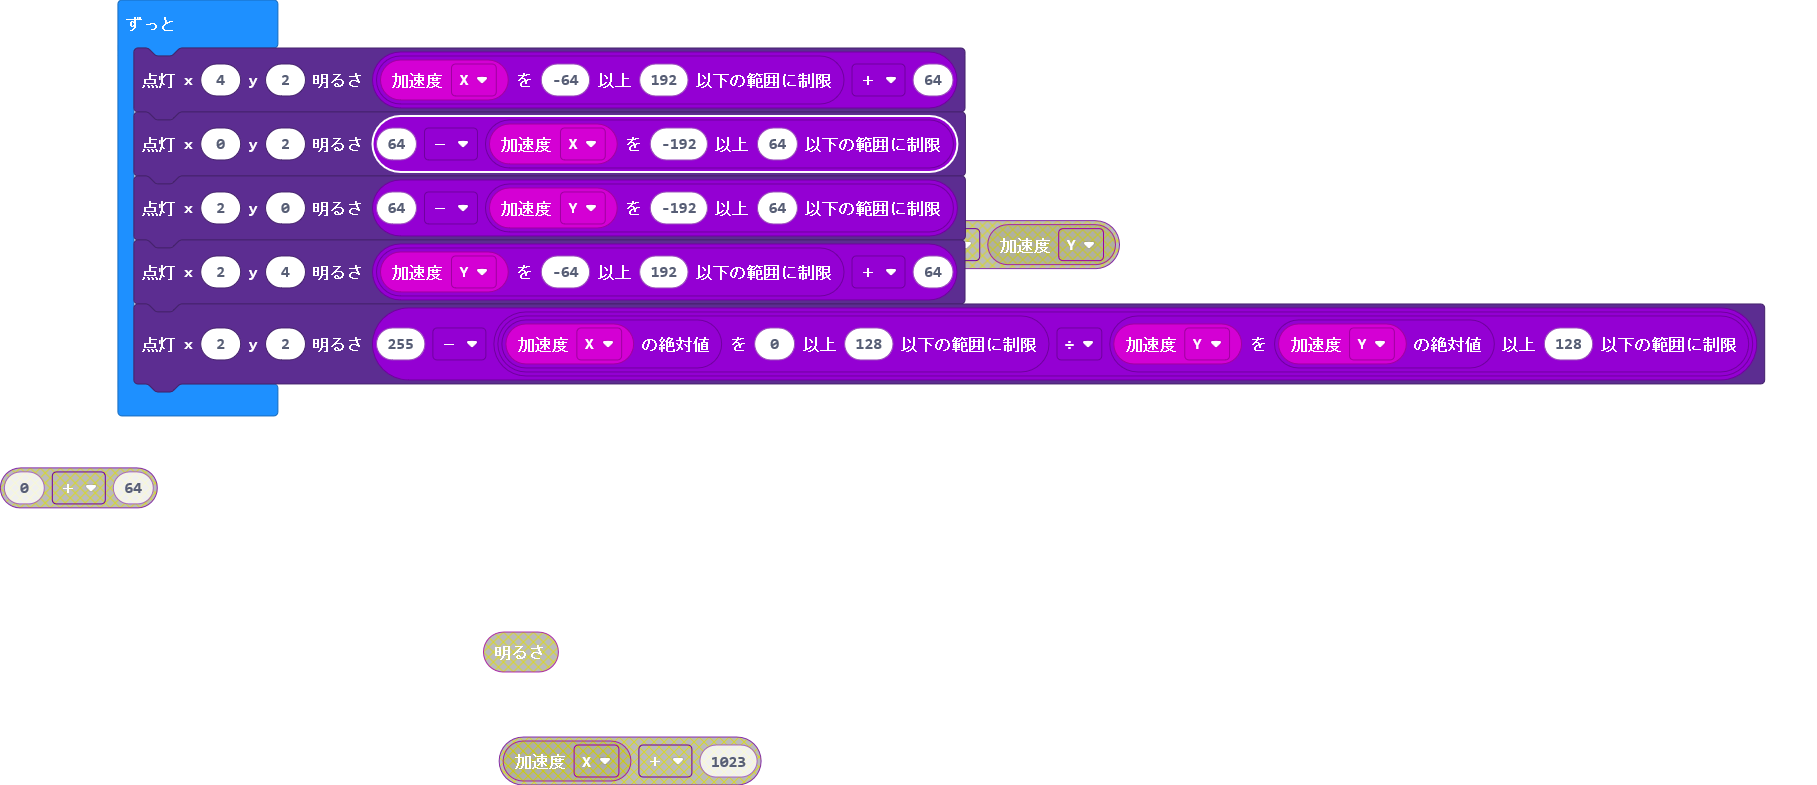 ずっと
点灯 x 4 y 2 明るさ 加速度 X を -64 以上 192 以下の範囲に制限 + 64
点灯 x 0 y 2 明るさ 64 - 加速度 X を -192 以上 64 以下の範囲に制限
点灯 x 2 y 0 明るさ 64 - 加速度 Y を -192 以上 64 以下の範囲に制限
加速度 Y
点灯 x 2 y 4 明るさ 加速度 Y を -64 以上 192 以下の範囲に制限 + 64
点灯 x 2 y 2 明るさ 255 - 加速度 X の絶対値 を 0 以上 128 以下の範囲に制限 ÷ 加速度 Y を 加速度 Y の絶対値 以上 128 以下の範囲に制限
0 + 64
明るさ
加速度 X + 1023